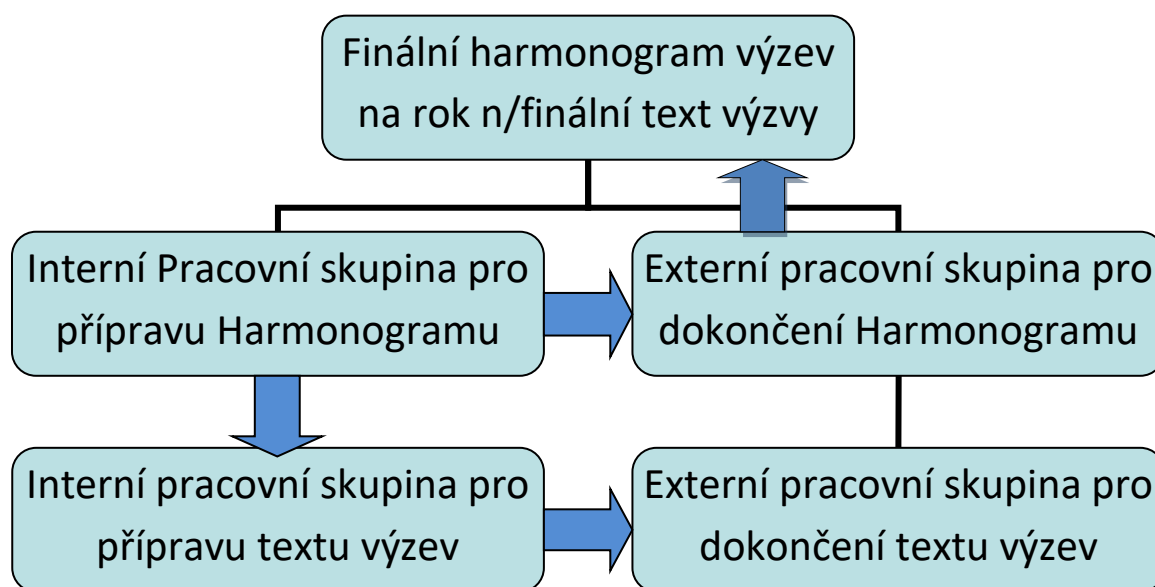 Finální harmonogram výzev
na rok n/finální text výzvy
Interní Pracovní skupina pro
přípravu Harmonogramu
Externí pracovní skupina pro
dokončení Harmonogramu
Interní pracovní skupina pro
přípravu textu výzev
Externí pracovní skupina pro
dokončení textu výzev